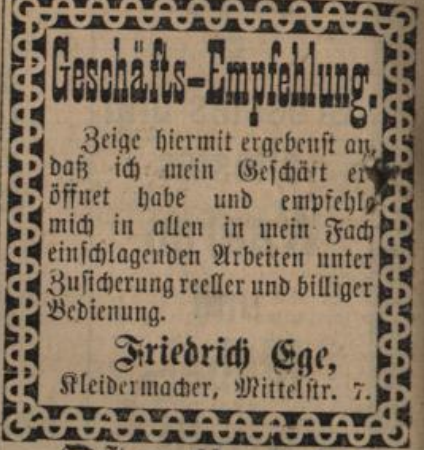 Geschäfts-Empfehlung.
Zeige hiermit ergebenst an,
daß ich mein Geschäft er-
öffnet habe und empfehle
mich in allen in mein Fach
einschlagenden Arbeiten unter
Zusicherung reeller und billiger
Bedienung.
Friedrich Ege,
Kleidermacher, Mittelstr. 7.